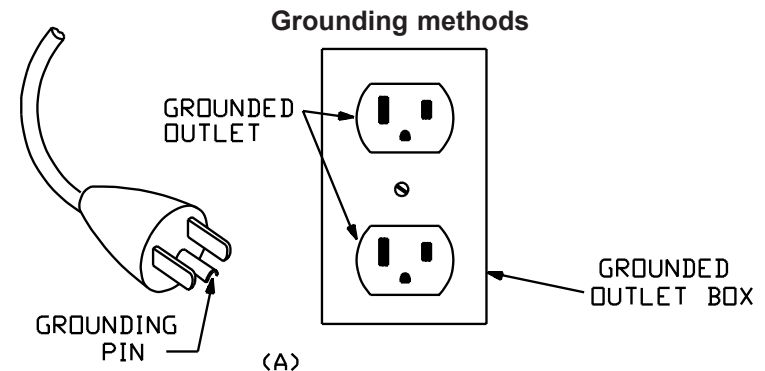 Grounding methods
GROUNDED
OUTLET
GROUNDED
OUTLET BOX
GROUNDING
PIN
(A)